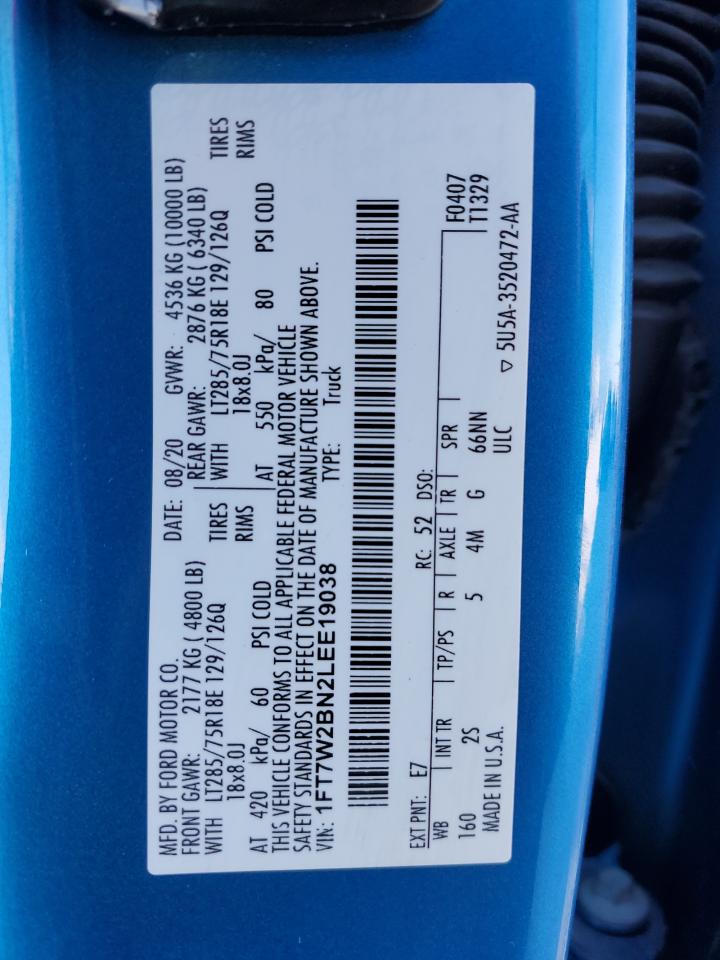 MFD. BY FORD MOTOR CO. DATE: 08/20 GVWR: 4536 KG (10000 LB)
FRONT GAWR: 2177 KG ( 4800 LB) REAR GAWR: 2876 KG ( 6340 LB)
WITH LT285/75R18E 129/126Q TIRES WITH LT285/75R18E 129/126Q TIRES
18x8.0J RIMS 18x8.0J RIMS
AT 420 kPa/ 60 PSI COLD AT 550 kPa/ 80 PSI COLD
THIS VEHICLE CONFORMS TO ALL APPLICABLE FEDERAL MOTOR VEHICLE
SAFETY STANDARDS IN EFFECT ON THE DATE OF MANUFACTURE SHOWN ABOVE.
VIN: 1FT7W2BN2LEE19038 TYPE: Truck
EXT PNT: E7 RC: 52 DSO: F0407
WB INT TR TP/PS R AXLE TR SPR T1329
160 2S 5 4M G 66NN
MADE IN U.S.A. ULC
▽ 5U5A-3520472-AA